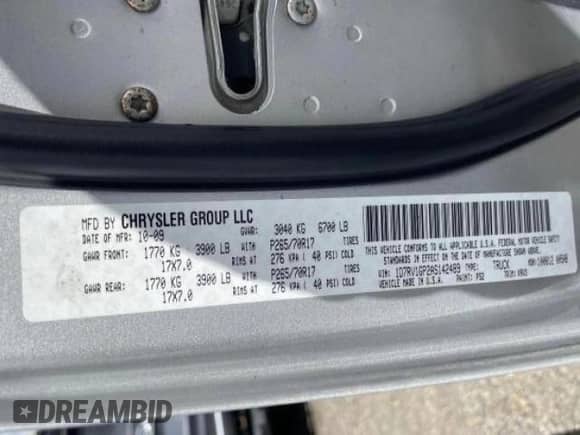 MFD BY CHRYSLER GROUP LLC
DATE OF MFR 10-09 GVWR: 3040 KG 6700 LB
GAWR FRONT: 1770 KG 3900 LB WITH P265/70R17 TIRES
17X7.0 RIMS AT 276 KPA ( 40 PSI) COLD
GAWR REAR: 1770 KG 3900 LB WITH P265/70R17 TIRES
17X7.0 RIMS AT 276 KPA ( 40 PSI) COLD
THIS VEHICLE CONFORMS TO ALL APPLICABLE U.S.A. FEDERAL MOTOR VEHICLE SAFETY
STANDARDS IN EFFECT ON THE DATE OF MANUFACTURE SHOWN ABOVE.
TYPE: TRUCK
VEHICLE MADE IN U.S.A. PAINT: PS2
DREAMBID